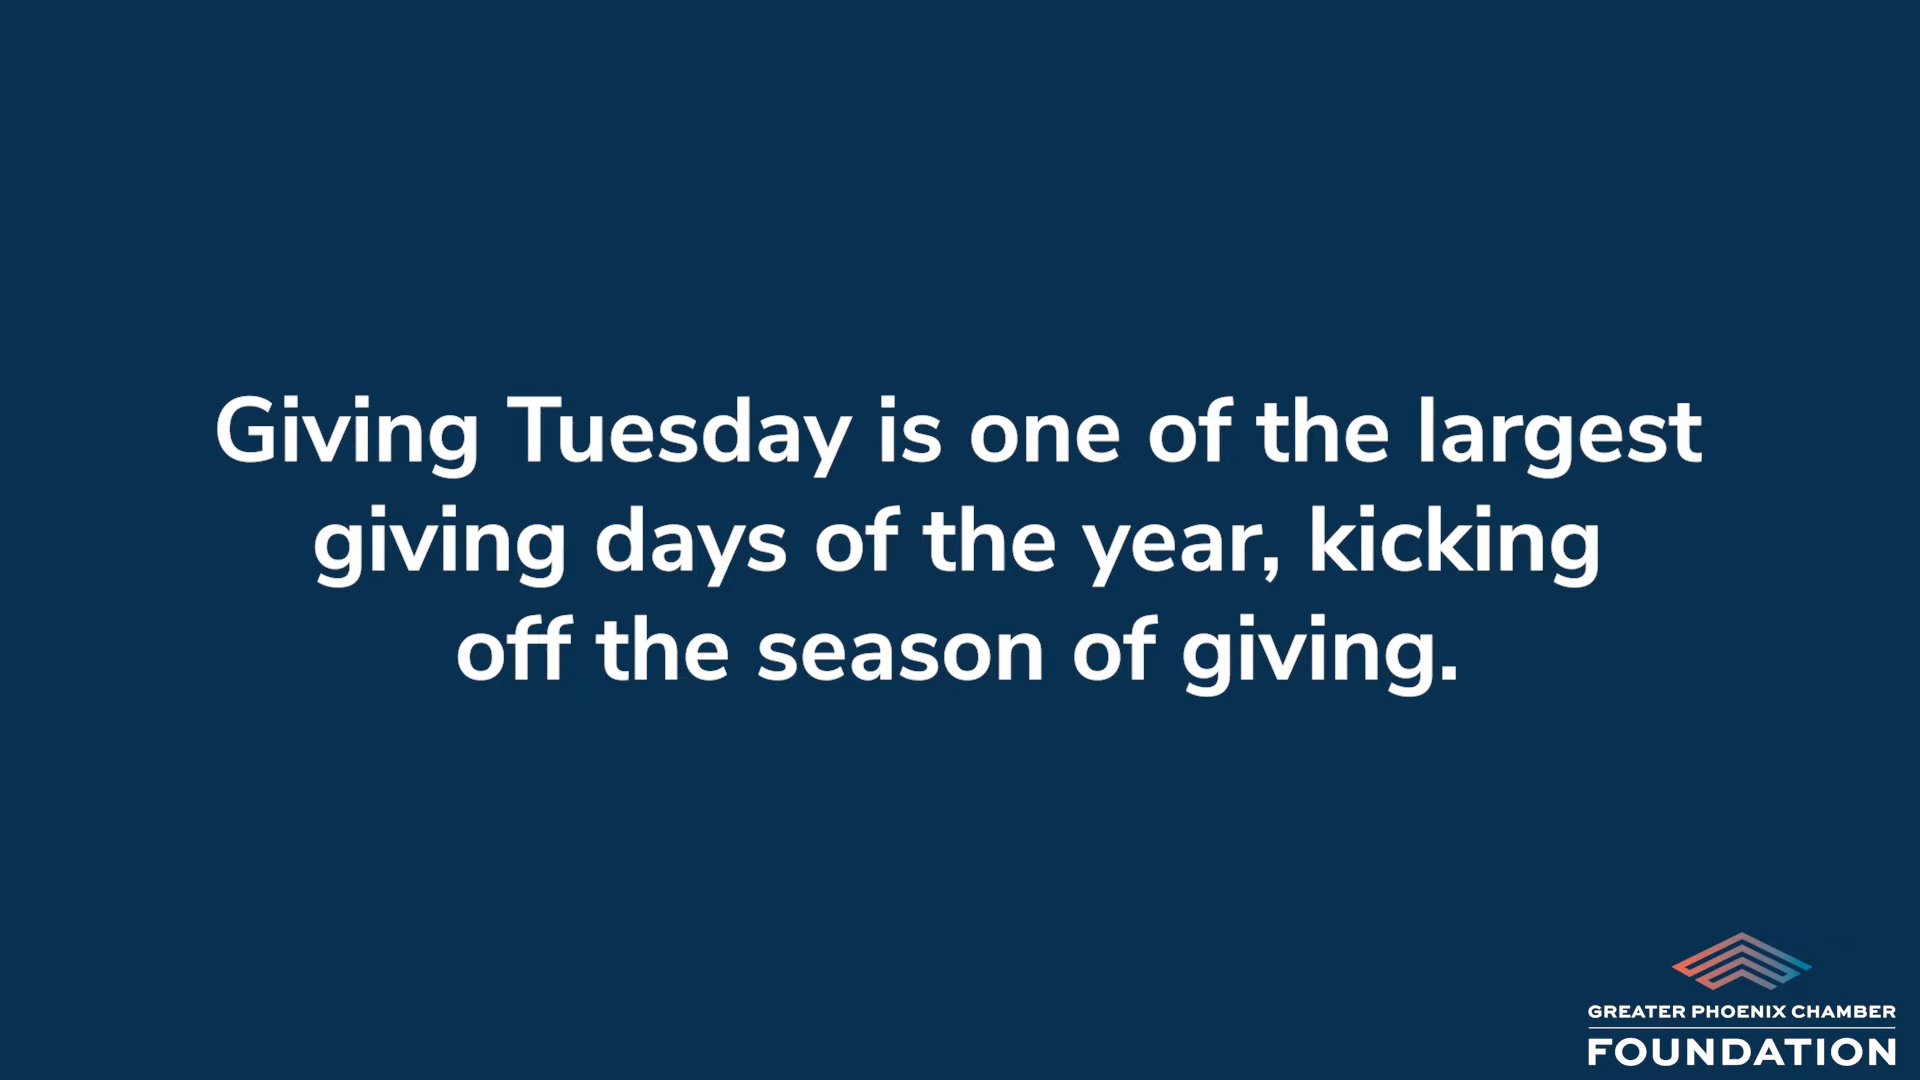 Giving Tuesday is one of the largest
giving days of the year, kicking
off the season of giving.
GREATER PHOENIX CHAMBER
FOUNDATION